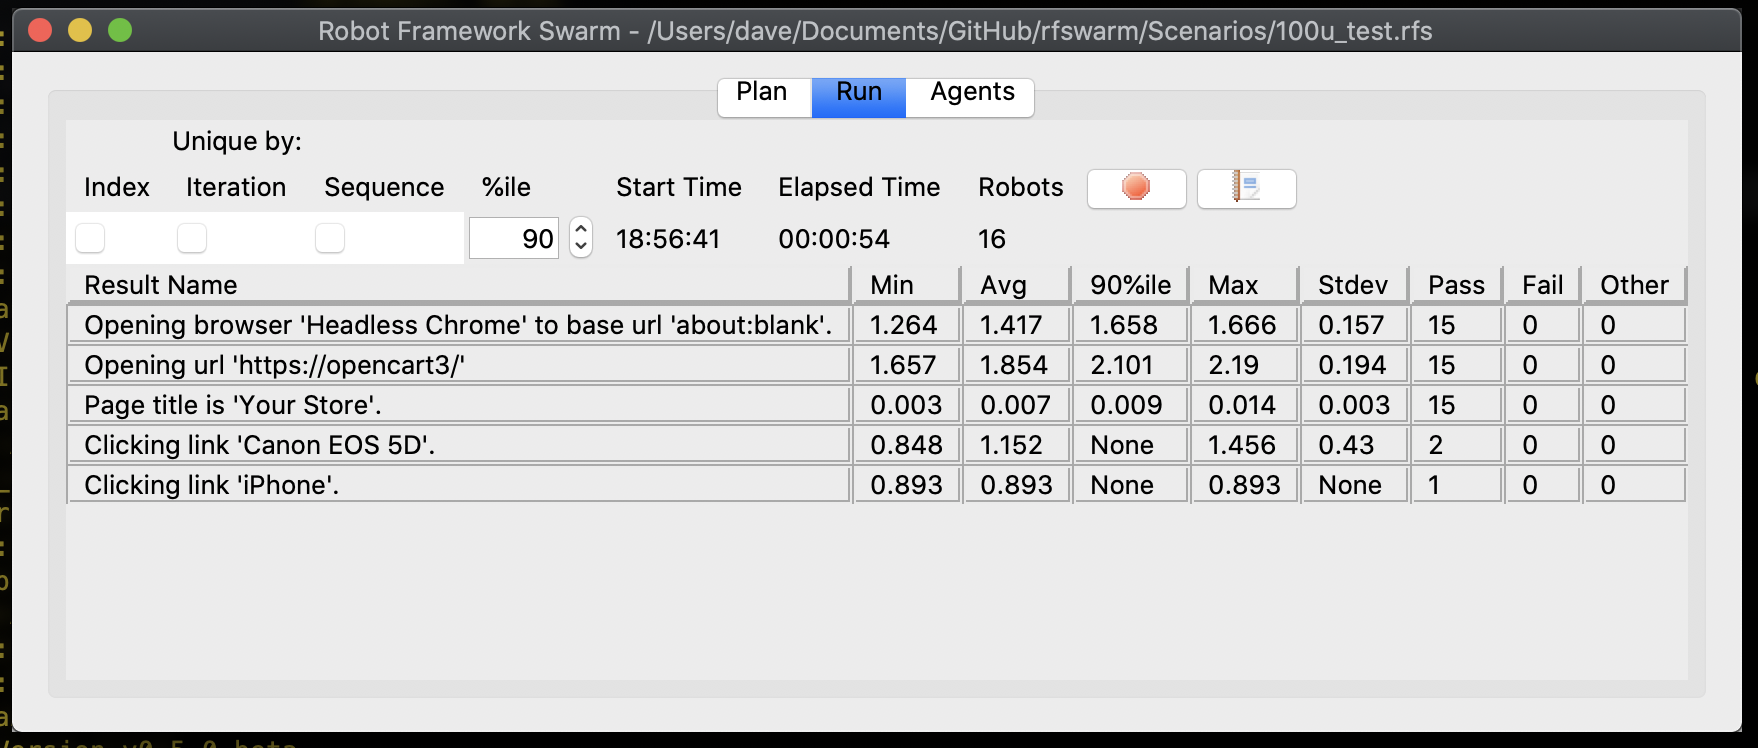 Robot Framework Swarm - /Users/dave/Documents/GitHub/rfswarm/Scenarios/100u_test.rfs
Plan Run Agents
Unique by:
Index Iteration Sequence %ile Start Time Elapsed Time Robots
90 18:56:41 00:00:54 16
Result Name Min Avg 90%ile Max Stdev Pass Fail Other
Opening browser 'Headless Chrome' to base url 'about:blank'. 1.264 1.417 1.658 1.666 0.157 15 0 0
Opening url 'https://opencart3/' 1.657 1.854 2.101 2.19 0.194 15 0 0
Page title is 'Your Store'. 0.003 0.007 0.009 0.014 0.003 15 0 0
Clicking link 'Canon EOS 5D'. 0.848 1.152 None 1.456 0.43 2 0 0
Clicking link 'iPhone'. 0.893 0.893 None 0.893 None 1 0 0